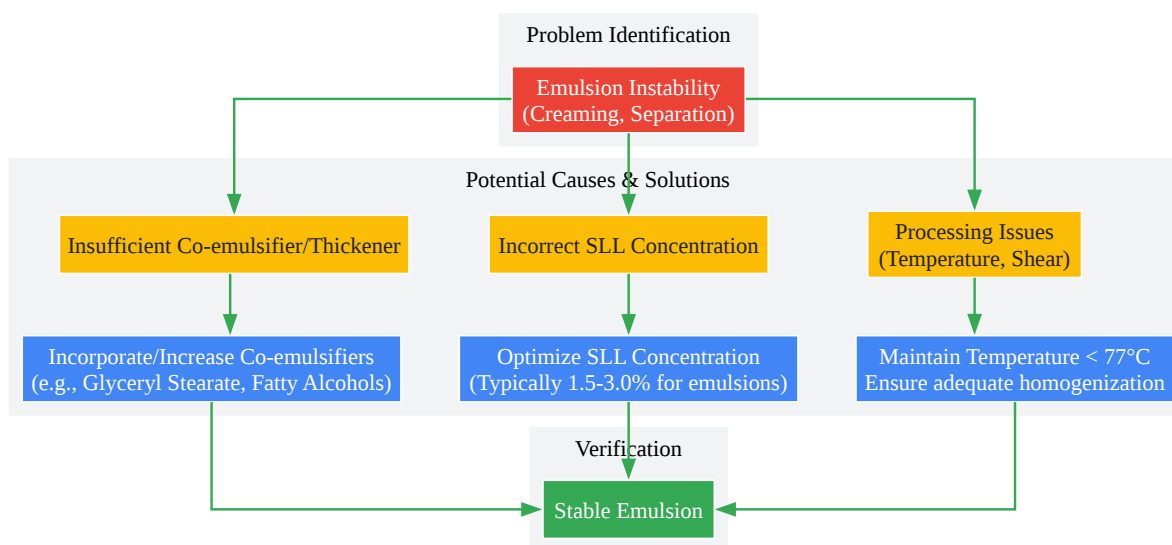 Problem Identification
Emulsion Instability
(Creaming, Separation)
Potential Causes & Solutions
Insufficient Co-emulsifier/Thickener
Incorrect SLL Concentration
Processing Issues
(Temperature, Shear)
Incorporate/Increase Co-emulsifiers
(e.g., Glyceryl Stearate, Fatty Alcohols)
Optimize SLL Concentration
(Typically 1.5-3.0% for emulsions)
Maintain Temperature < 77°C
Ensure adequate homogenization
Verification
Stable Emulsion